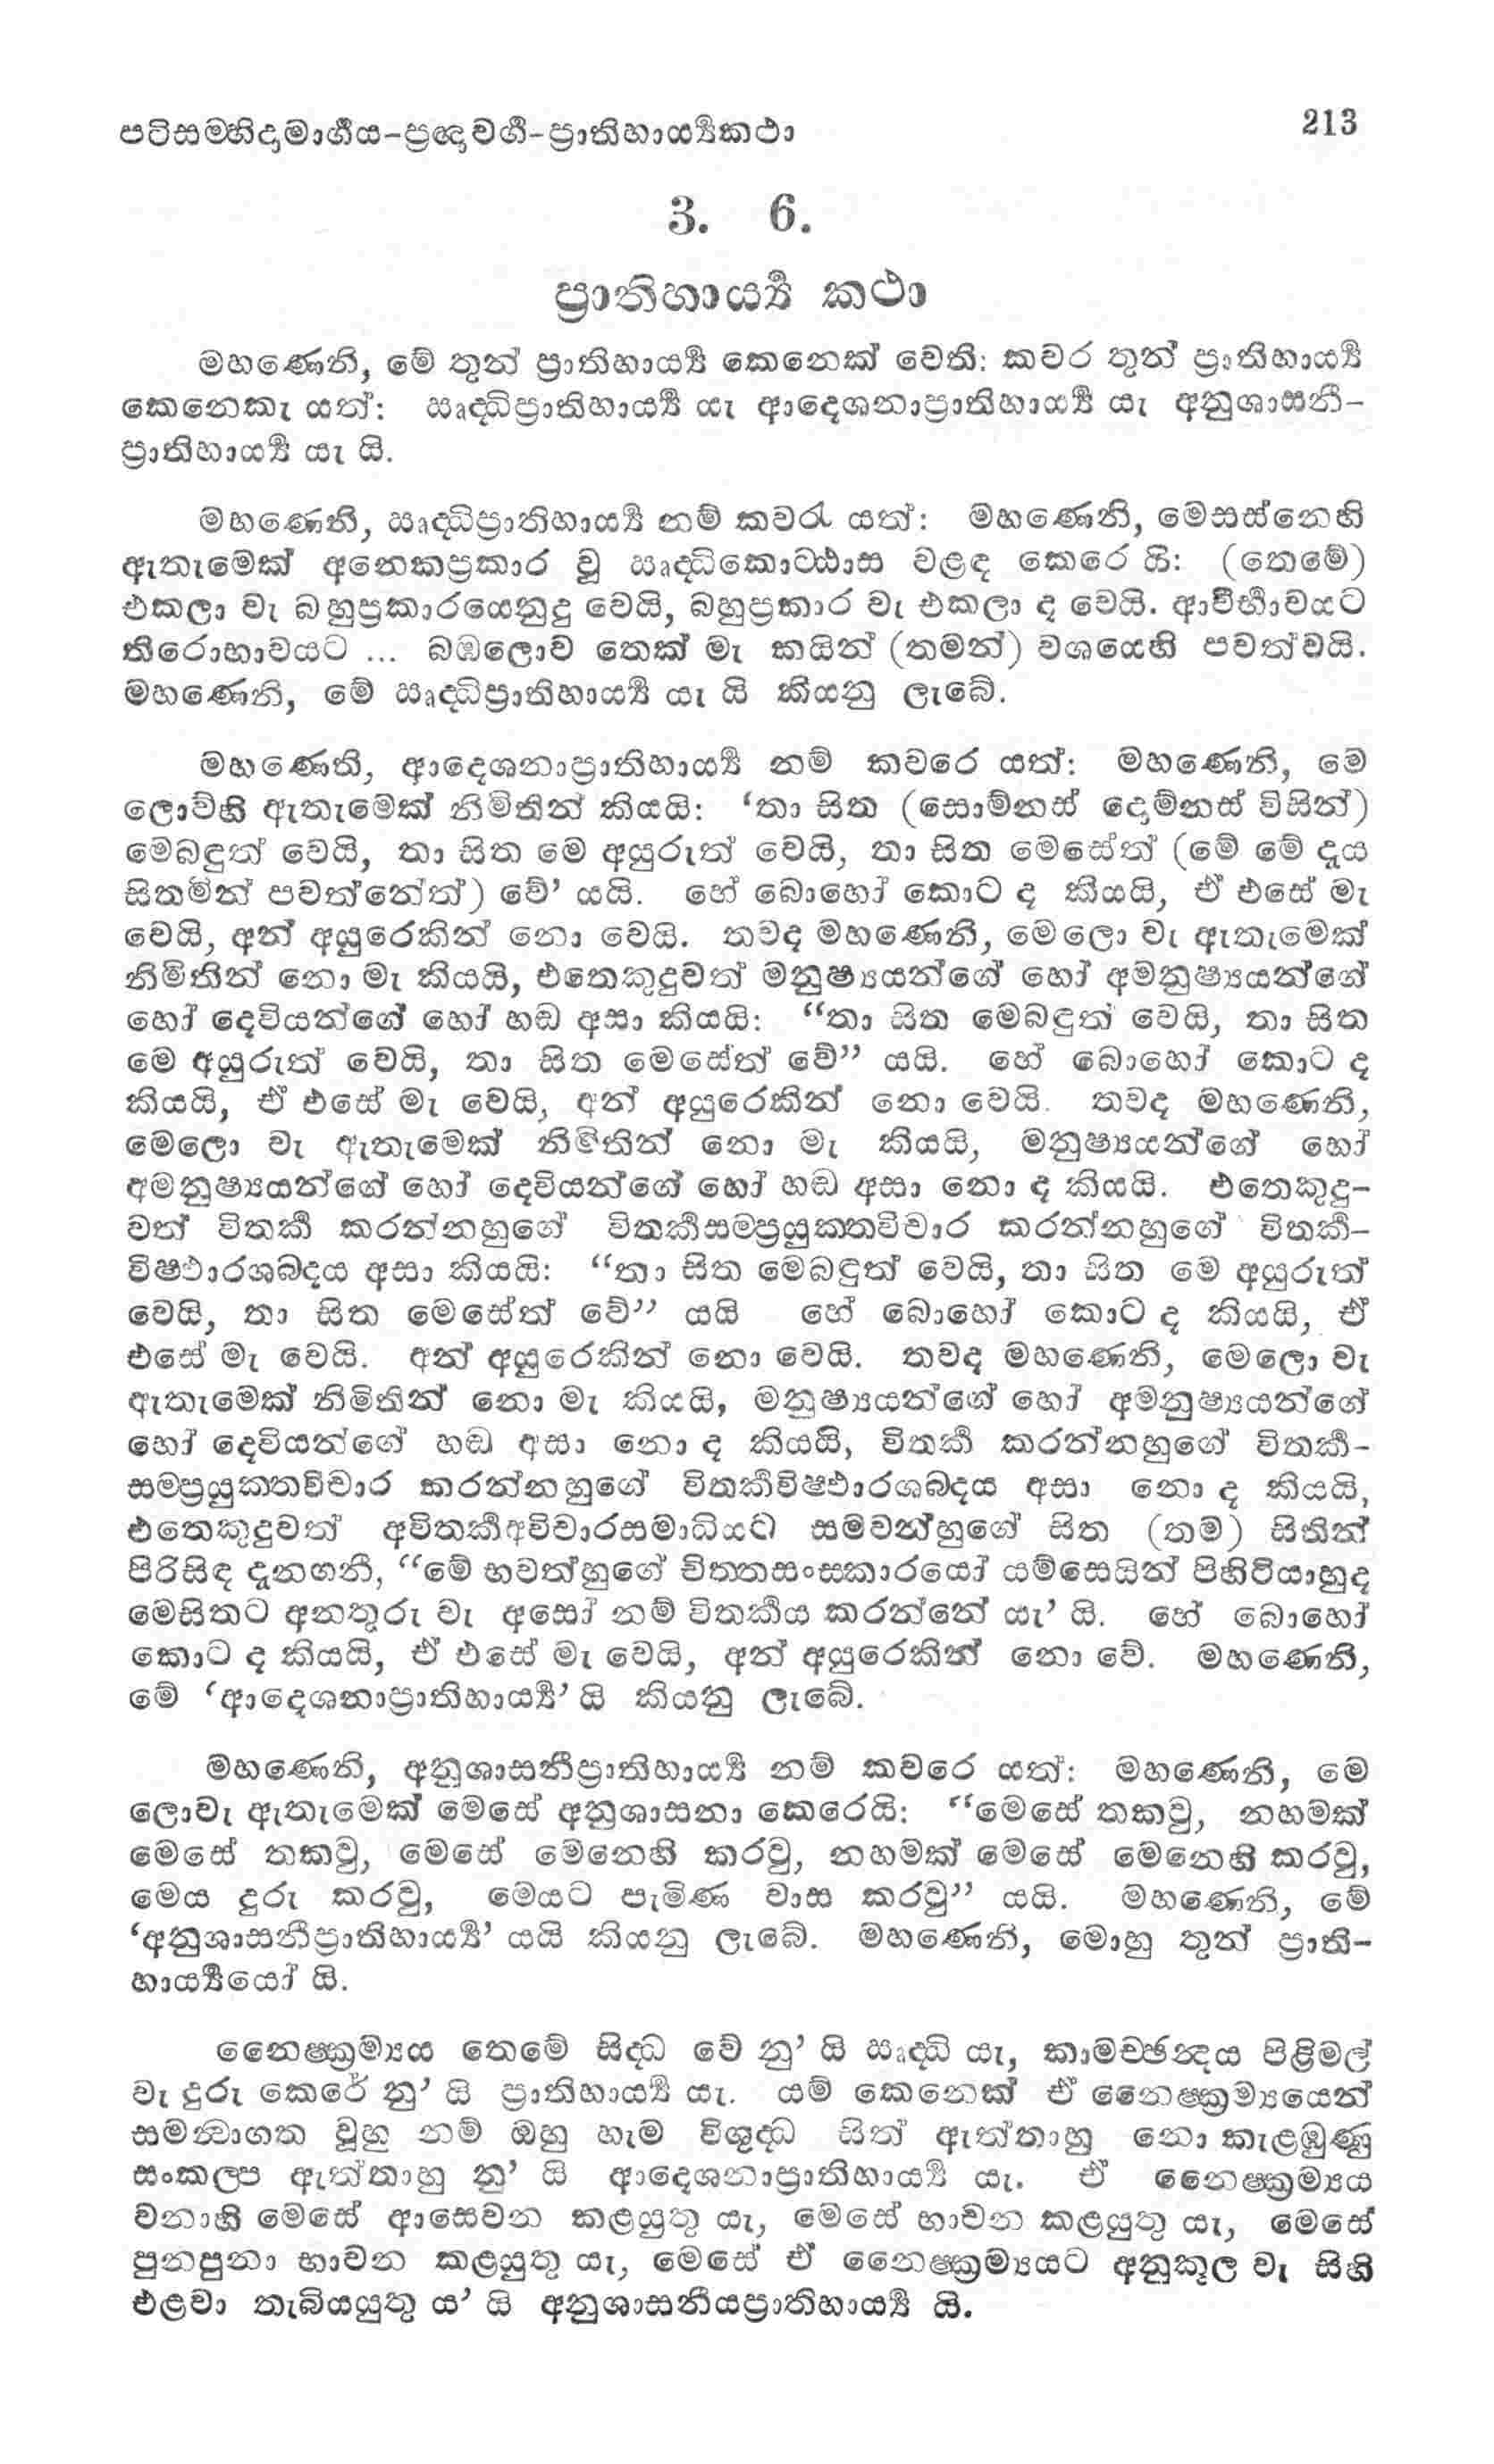 පටිසම්භිදාමාර්‍ගය-ප්‍රඥාවර්‍ග-ප්‍රාතිහාර්‍ය්‍යකථා
213
3. 6.
ප්‍රාතිහාර්‍ය්‍ය කථා
මහණෙනි, මේ තුන් ප්‍රාතිහාර්‍ය්‍ය කෙනෙක් වෙති: කවර තුන් ප්‍රාතිහාර්‍ය්‍ය
කෙනෙකැ යත්: ඍද්ධිප්‍රාතිහාර්‍ය්‍ය යැ ආදෙශනාප්‍රාතිහාර්‍ය්‍ය යැ අනුශාසනී-
ප්‍රාතිහාර්‍ය්‍ය යැ යි.
මහණෙනි, ඍද්ධිප්‍රාතිහාර්‍ය්‍ය නම් කවරැ යත්: මහණෙනි, මෙසස්නෙහි
ඇතැමෙක් අනෙකප්‍රකාර වූ ඍද්ධිකොට්ඨාස වළඳ කෙරෙ යි: (තෙමේ)
එකලා වැ බහුප්‍රකාරයෙනුදු වෙයි, බහුප්‍රකාර වැ එකලා ද වෙයි. ආවිර්‍භාවයට
තිරොභාවයට ... බඹලොව තෙක් මැ කයින් (තමන්) වශයෙහි පවත්වයි.
මහණෙනි, මේ ඍද්ධිප්‍රාතිහාර්‍ය්‍ය යැ යි කියනු ලැබේ.
මහණෙනි, ආදෙශනාප්‍රාතිහාර්‍ය්‍ය නම් කවරෙ යත්: මහණෙනි, මෙ
ලොව්හි ඇතැමෙක් නිමිතින් කියයි: ‘තා සිත (සොම්නස් දොම්නස් විසින්)
මෙබඳුත් වෙයි, තා සිත මෙ අයුරුත් වෙයි, තා සිත මෙසේත් (මේ මේ දෑය
සිතමින් පවත්නේත්) වේ’ යයි. හේ බොහෝ කොට ද කියයි, ඒ එසේ මැ
වෙයි, අන් අයුරෙකින් නො වෙයි. තවද මහණෙනි, මෙලො වැ ඇතැමෙක්
නිමිතින් නො මැ කියයි, එතෙකුදුවත් මනුෂ්‍යයන්ගේ හෝ අමනුෂ්‍යයන්ගේ
හෝ දෙවියන්ගේ හෝ හඬ අසා කියයි: “තා සිත මෙබඳුත් වෙයි, තා සිත
මෙ අයුරුත් වෙයි, තා සිත මෙසේත් වේ” යයි. හේ බොහෝ කොට ද
කියයි, ඒ එසේ මැ වෙයි, අන් අයුරෙකින් නො වෙයි. තවද මහණෙනි,
මෙලො වැ ඇතැමෙක් නිමිතින් නො මැ කියයි, මනුෂ්‍යයන්ගේ හෝ
අමනුෂ්‍යයන්ගේ හෝ දෙවියන්ගේ හෝ හඬ අසා නො ද කියයි. එතෙකුදු-
වත් විතර්‍ක කරන්නහුගේ විතර්‍කසම්ප්‍රයුක්තවිචාර කරන්නහුගේ විතර්‍ක-
විෂ්ඵාරශබ්දය අසා කියයි: “තා සිත මෙබඳුත් වෙයි, තා සිත මෙ අයුරුත්
වෙයි, තා සිත මෙසේත් වේ” යයි හේ බොහෝ කොට ද කියයි, ඒ
එසේ මැ වෙයි. අන් අයුරෙකින් නො වෙයි. තවද මහණෙනි, මෙලො වැ
ඇතැමෙක් නිමිතින් නො මැ කියයි, මනුෂ්‍යයන්ගේ හෝ අමනුෂ්‍යයන්ගේ
හෝ දෙවියන්ගේ හඬ අසා නො ද කියයි, විතර්‍ක කරන්නහුගේ විතර්‍ක-
සම්ප්‍රයුක්තවිචාර කරන්නහුගේ විතර්‍කවිෂ්ඵාරශබ්දය අසා නො ද කියයි,
එතෙකුදුවත් අවිතර්‍කඅවිචාරසමාධියට සමවන්හුගේ සිත (තම) සිතින්
පිරිසිඳ දැනගනී, “මේ භවත්හුගේ චිත්තසංස්කාරයෝ යම්සෙයින් පිහිටියාහුද
මෙසිතට අනතුරු වැ අසෝ නම් විතර්‍කය කරන්නේ යැ’ යි. හේ බොහෝ
කොට ද කියයි, ඒ එසේ මැ වෙයි, අන් අයුරෙකින් නො වේ. මහණෙනි,
මේ ‘ආදෙශනාප්‍රාතිහාර්‍ය්‍ය’ යි කියනු ලැබේ.
මහණෙනි, අනුශාසනීප්‍රාතිහාර්‍ය්‍ය නම් කවරෙ යත්: මහණෙනි, මෙ
ලොවැ ඇතැමෙක් මෙසේ අනුශාසනා කෙරෙයි: “මෙසේ තකවු, නහමක්
මෙසේ තකවු, මෙසේ මෙනෙහි කරවු, නහමක් මෙසේ මෙනෙහි කරවු,
මෙය දුරු කරවු, මෙයට පැමිණ වාස කරවු” යයි. මහණෙනි, මේ
‘අනුශාසනීප්‍රාතිහාර්‍ය්‍ය’ යයි කියනු ලැබේ. මහණෙනි, මොහු තුන් ප්‍රාති-
හාර්‍ය්‍යයෝ යි.
නෛෂ්ක්‍රම්‍යය තෙමේ සිද්ධ වේ නු’ යි ඍද්ධි යැ, කාමච්ඡන්දය පිළිමල්
වැ දුරු කෙරේ නු’ යි ප්‍රාතිහාර්‍ය්‍ය යැ. යම් කෙනෙක් ඒ නෛෂ්ක්‍රම්‍යයෙන්
සමන්වාගත වූහු නම් ඔහු හැම විශුද්ධ සිත් ඇත්තාහු නො කැළඹුණු
සංකල්ප ඇත්තාහු නු’ යි ආදෙශනාප්‍රාතිහාර්‍ය්‍ය යැ. ඒ නෛෂ්ක්‍රම්‍යය
වනාහි මෙසේ ආසෙවන කළයුතු යැ, මෙසේ භාවන කළයුතු යැ, මෙසේ
පුනපුනා භාවන කළයුතු යැ, මෙසේ ඒ නෛෂ්ක්‍රම්‍යයට අනුකූල වැ සිහි
එළවා තැබියයුතු ය’ යි අනුශාසනීයප්‍රාතිහාර්‍ය්‍ය යි.